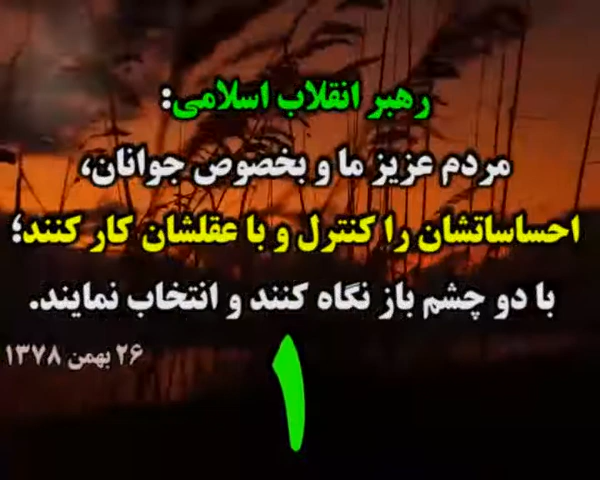 رهبر انقلاب اسلامی:
مردم عزیز ما و بخصوص جوانان،
احساساتشان را کنترل و با عقلشان کار کنند؛
با دو چشم باز نگاه کنند و انتخاب نمایند.
۲۶ بهمن ۱۳۷۸
۱